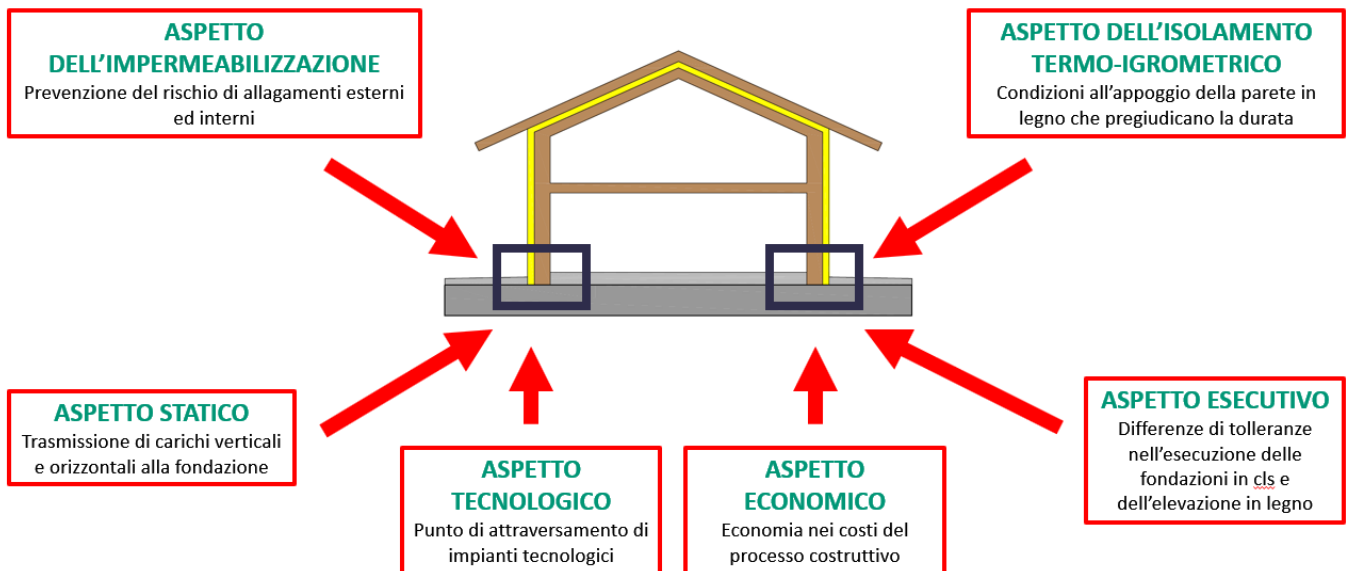 ASPETTO
DELL'IMPERMEABILIZZAZIONE
Prevenzione del rischio di allagamenti esterni
ed interni
ASPETTO DELL'ISOLAMENTO
TERMO-IGROMETRICO
Condizioni all'appoggio della parete in
legno che pregiudicano la durata
ASPETTO STATICO
Trasmissione di carichi verticali
e orizzontali alla fondazione
ASPETTO
TECNOLOGICO
Punto di attraversamento di
impianti tecnologici
ASPETTO
ECONOMICO
Economia nei costi del
processo costruttivo
ASPETTO ESECUTIVO
Differenze di tolleranze
nell'esecuzione delle
fondazioni in cls e
dell'elevazione in legno